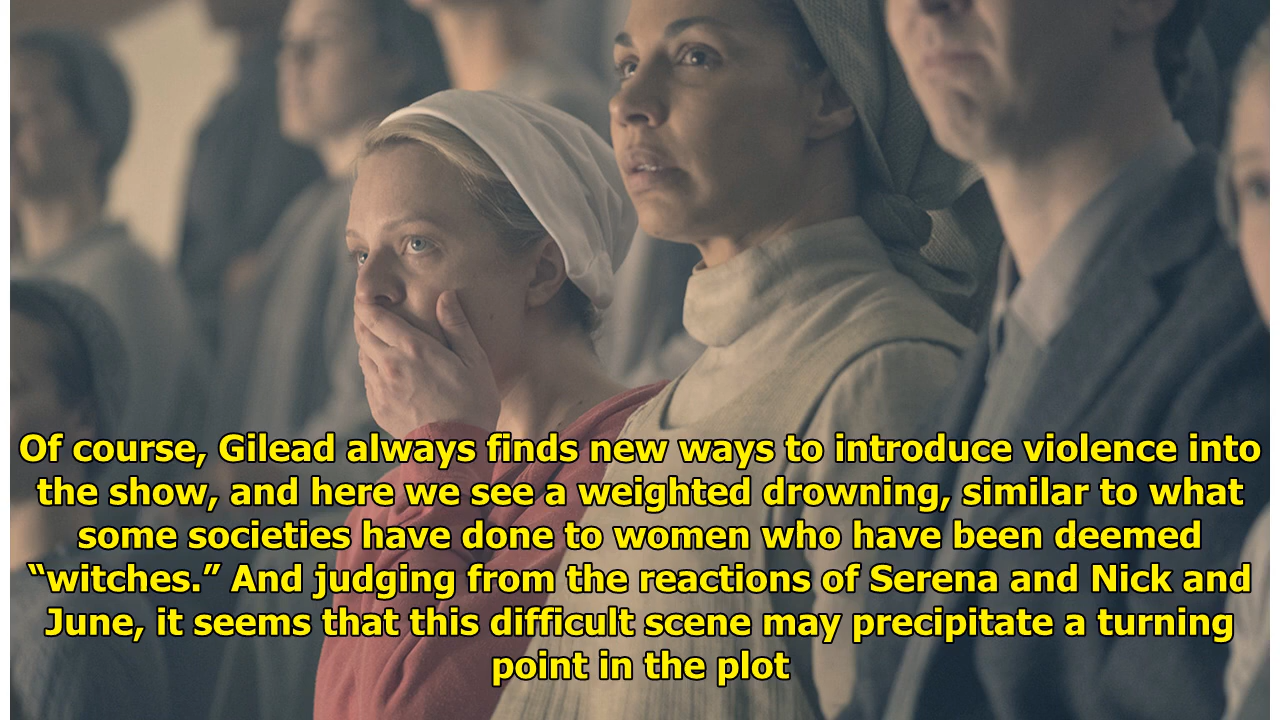 Of course, Gilead always finds new ways to introduce violence into
the show, and here we see a weighted drowning, similar to what
some societies have done to women who have been deemed
“witches.” And judging from the reactions of Serena and Nick and
June, it seems that this difficult scene may precipitate a turning
point in the plot